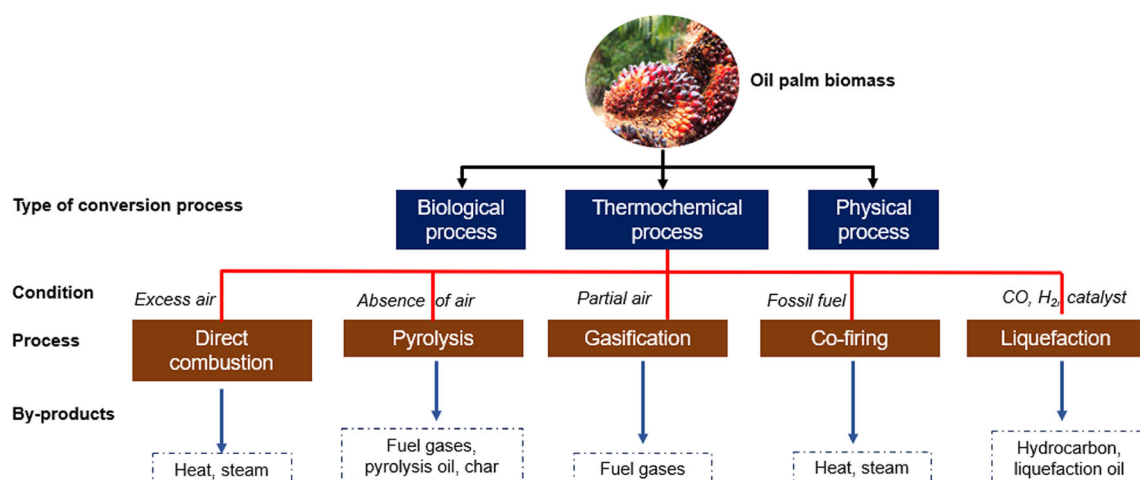 Oil palm biomass
Type of conversion process
Biological
process
Thermochemical
process
Physical
process
Condition
Excess air
Absence of air
Partial air
Fossil fuel
CO, H₂, catalyst
Process
Direct
combustion
Pyrolysis
Gasification
Co-firing
Liquefaction
By-products
Heat, steam
Fuel gases,
pyrolysis oil, char
Fuel gases
Heat, steam
Hydrocarbon,
liquefaction oil